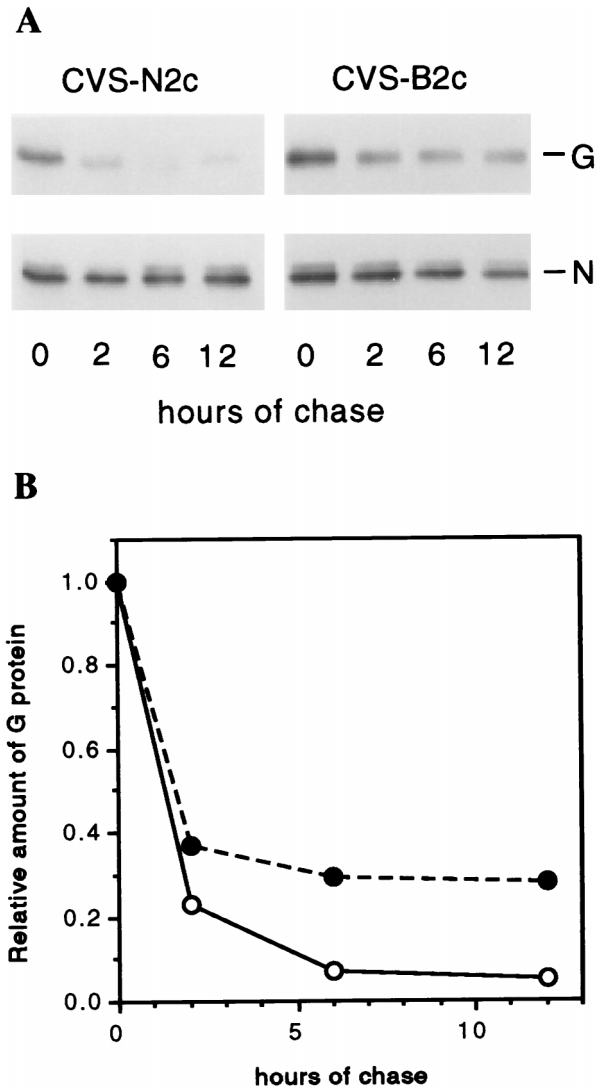 A
CVS-N2c CVS-B2c
G
N
0 2 6 12 0 2 6 12
hours of chase
B
Relative amount of G protein
1.0
0.8
0.6
0.4
0.2
0.0
0 5 10
hours of chase